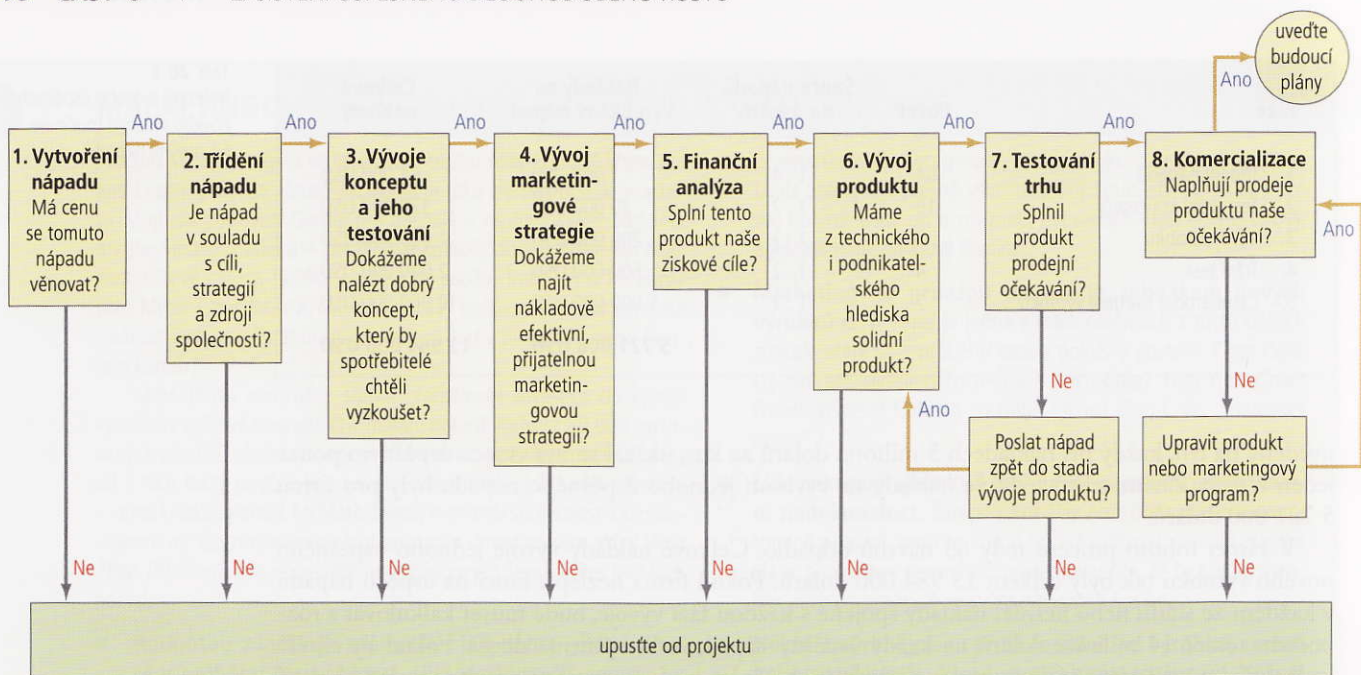 uveďte
budoucí
plány
Ano
Ano
Ano
Ano
Ano
Ano
Ano
Ano
1. Vytvoření
nápadu
Má cenu
se tomuto
nápadu
věnovat?
2. Třídění
nápadu
Je nápad
v souladu
s cíli,
strategií
a zdroji
společnosti?
3. Vývoje
konceptu
a jeho
testování
Dokážeme
nalézt dobrý
koncept,
který by
spotřebitelé
chtěli
vyzkoušet?
4. Vývoj
marketin-
gové
strategie
Dokážeme
najít
nákladově
efektivní,
přijatelnou
marketin-
govou
strategii?
5. Finanční
analýza
Splní tento
produkt naše
ziskové cíle?
6. Vývoj
produktu
Máme
z technického
i podnikatel-
ského
hlediska
solidní
produkt?
7. Testování
trhu
Splnil
produkt
prodejní
očekávání?
8. Komercializace
Naplňují prodeje
produktu naše
očekávání?
Ano
Ne
Ne
Ano
Poslat nápad
zpět do stadia
vývoje produktu?
Upravit produkt
nebo marketingový
program?
Ne
Ne
Ne
Ne
Ne
Ne
Ne
Ne
upusťte od projektu